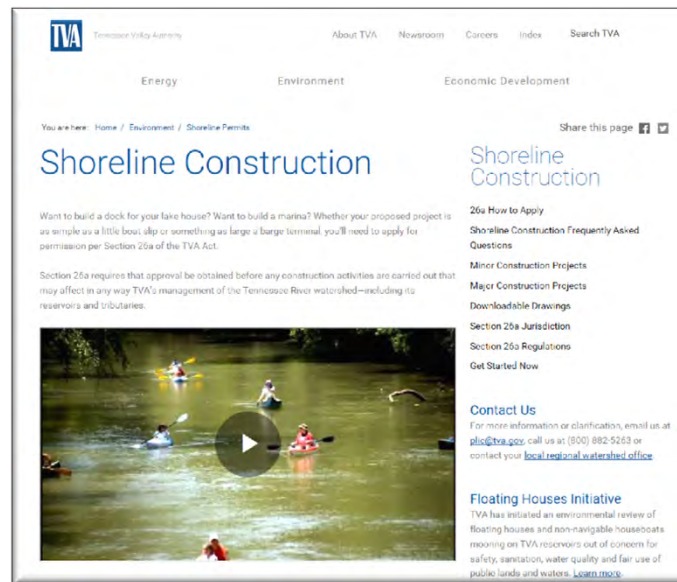 TVA
Tennessee Valley Authority
About TVA Newsroom Careers Index Search TVA
Energy Environment Economic Development
You are here: Home / Environment / Shoreline Permits
Share this page
Shoreline Construction
Want to build a dock for your lake house? Want to build a marina? Whether your proposed project is
as simple as a little boat slip or something as large a barge terminal, you'll need to apply for
permission per Section 26a of the TVA Act.
Section 26a requires that approval be obtained before any construction activities are carried out that
may affect in any way TVA's management of the Tennessee River watershed—including its
reservoirs and tributaries.
Shoreline
Construction
26a How to Apply
Shoreline Construction Frequently Asked
Questions
Minor Construction Projects
Major Construction Projects
Downloadable Drawings
Section 26a Jurisdiction
Section 26a Regulations
Get Started Now
Contact Us
For more information or clarification, email us at
plic@tva.gov, call us at (800) 882-5263 or
contact your local regional watershed office.
Floating Houses Initiative
TVA has initiated an environmental review of
floating houses and non-navigable houseboats
mooring on TVA reservoirs out of concern for
safety, sanitation, water quality and fair use of
public lands and waters. Learn more.